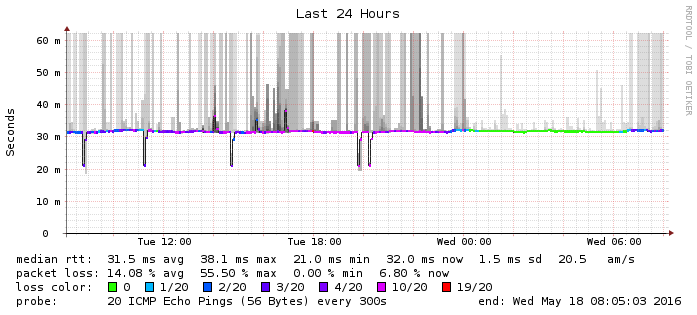 Last 24 Hours
RRDTOOL / TOBI OETIKER
Seconds
60 m
50 m
40 m
30 m
20 m
10 m
0
Tue 12:00 Tue 18:00 Wed 00:00 Wed 06:00
median rtt: 31.5 ms avg 38.1 ms max 21.0 ms min 32.0 ms now 1.5 ms sd 20.5 am/s
packet loss: 14.08 % avg 55.50 % max 0.00 % min 6.80 % now
loss color: 0 1/20 2/20 3/20 4/20 10/20 19/20
probe: 20 ICMP Echo Pings (56 Bytes) every 300s end: Wed May 18 08:05:03 2016